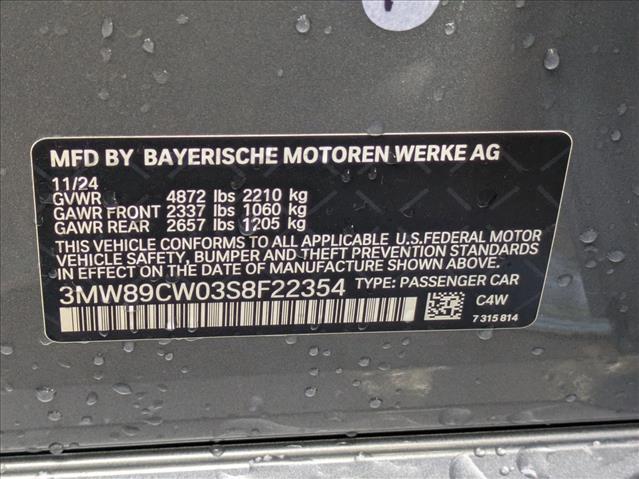 MFD BY BAYERISCHE MOTOREN WERKE AG
11/24
GVWR 4872 lbs 2210 kg
GAWR FRONT 2337 lbs 1060 kg
GAWR REAR 2657 lbs 1205 kg
THIS VEHICLE CONFORMS TO ALL APPLICABLE U.S.FEDERAL MOTOR
VEHICLE SAFETY, BUMPER AND THEFT PREVENTION STANDARDS
IN EFFECT ON THE DATE OF MANUFACTURE SHOWN ABOVE.
3MW89CW03S8F22354 TYPE: PASSENGER CAR
C4W
7 315 814